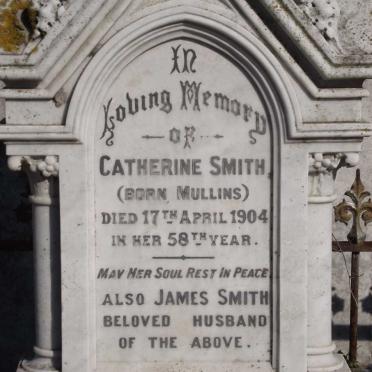 In
Loving Memory
OF
CATHERINE SMITH
(BORN MULLINS)
DIED 17TH APRIL 1904
IN HER 58TH YEAR.
MAY HER SOUL REST IN PEACE.
ALSO JAMES SMITH
BELOVED HUSBAND
OF THE ABOVE.